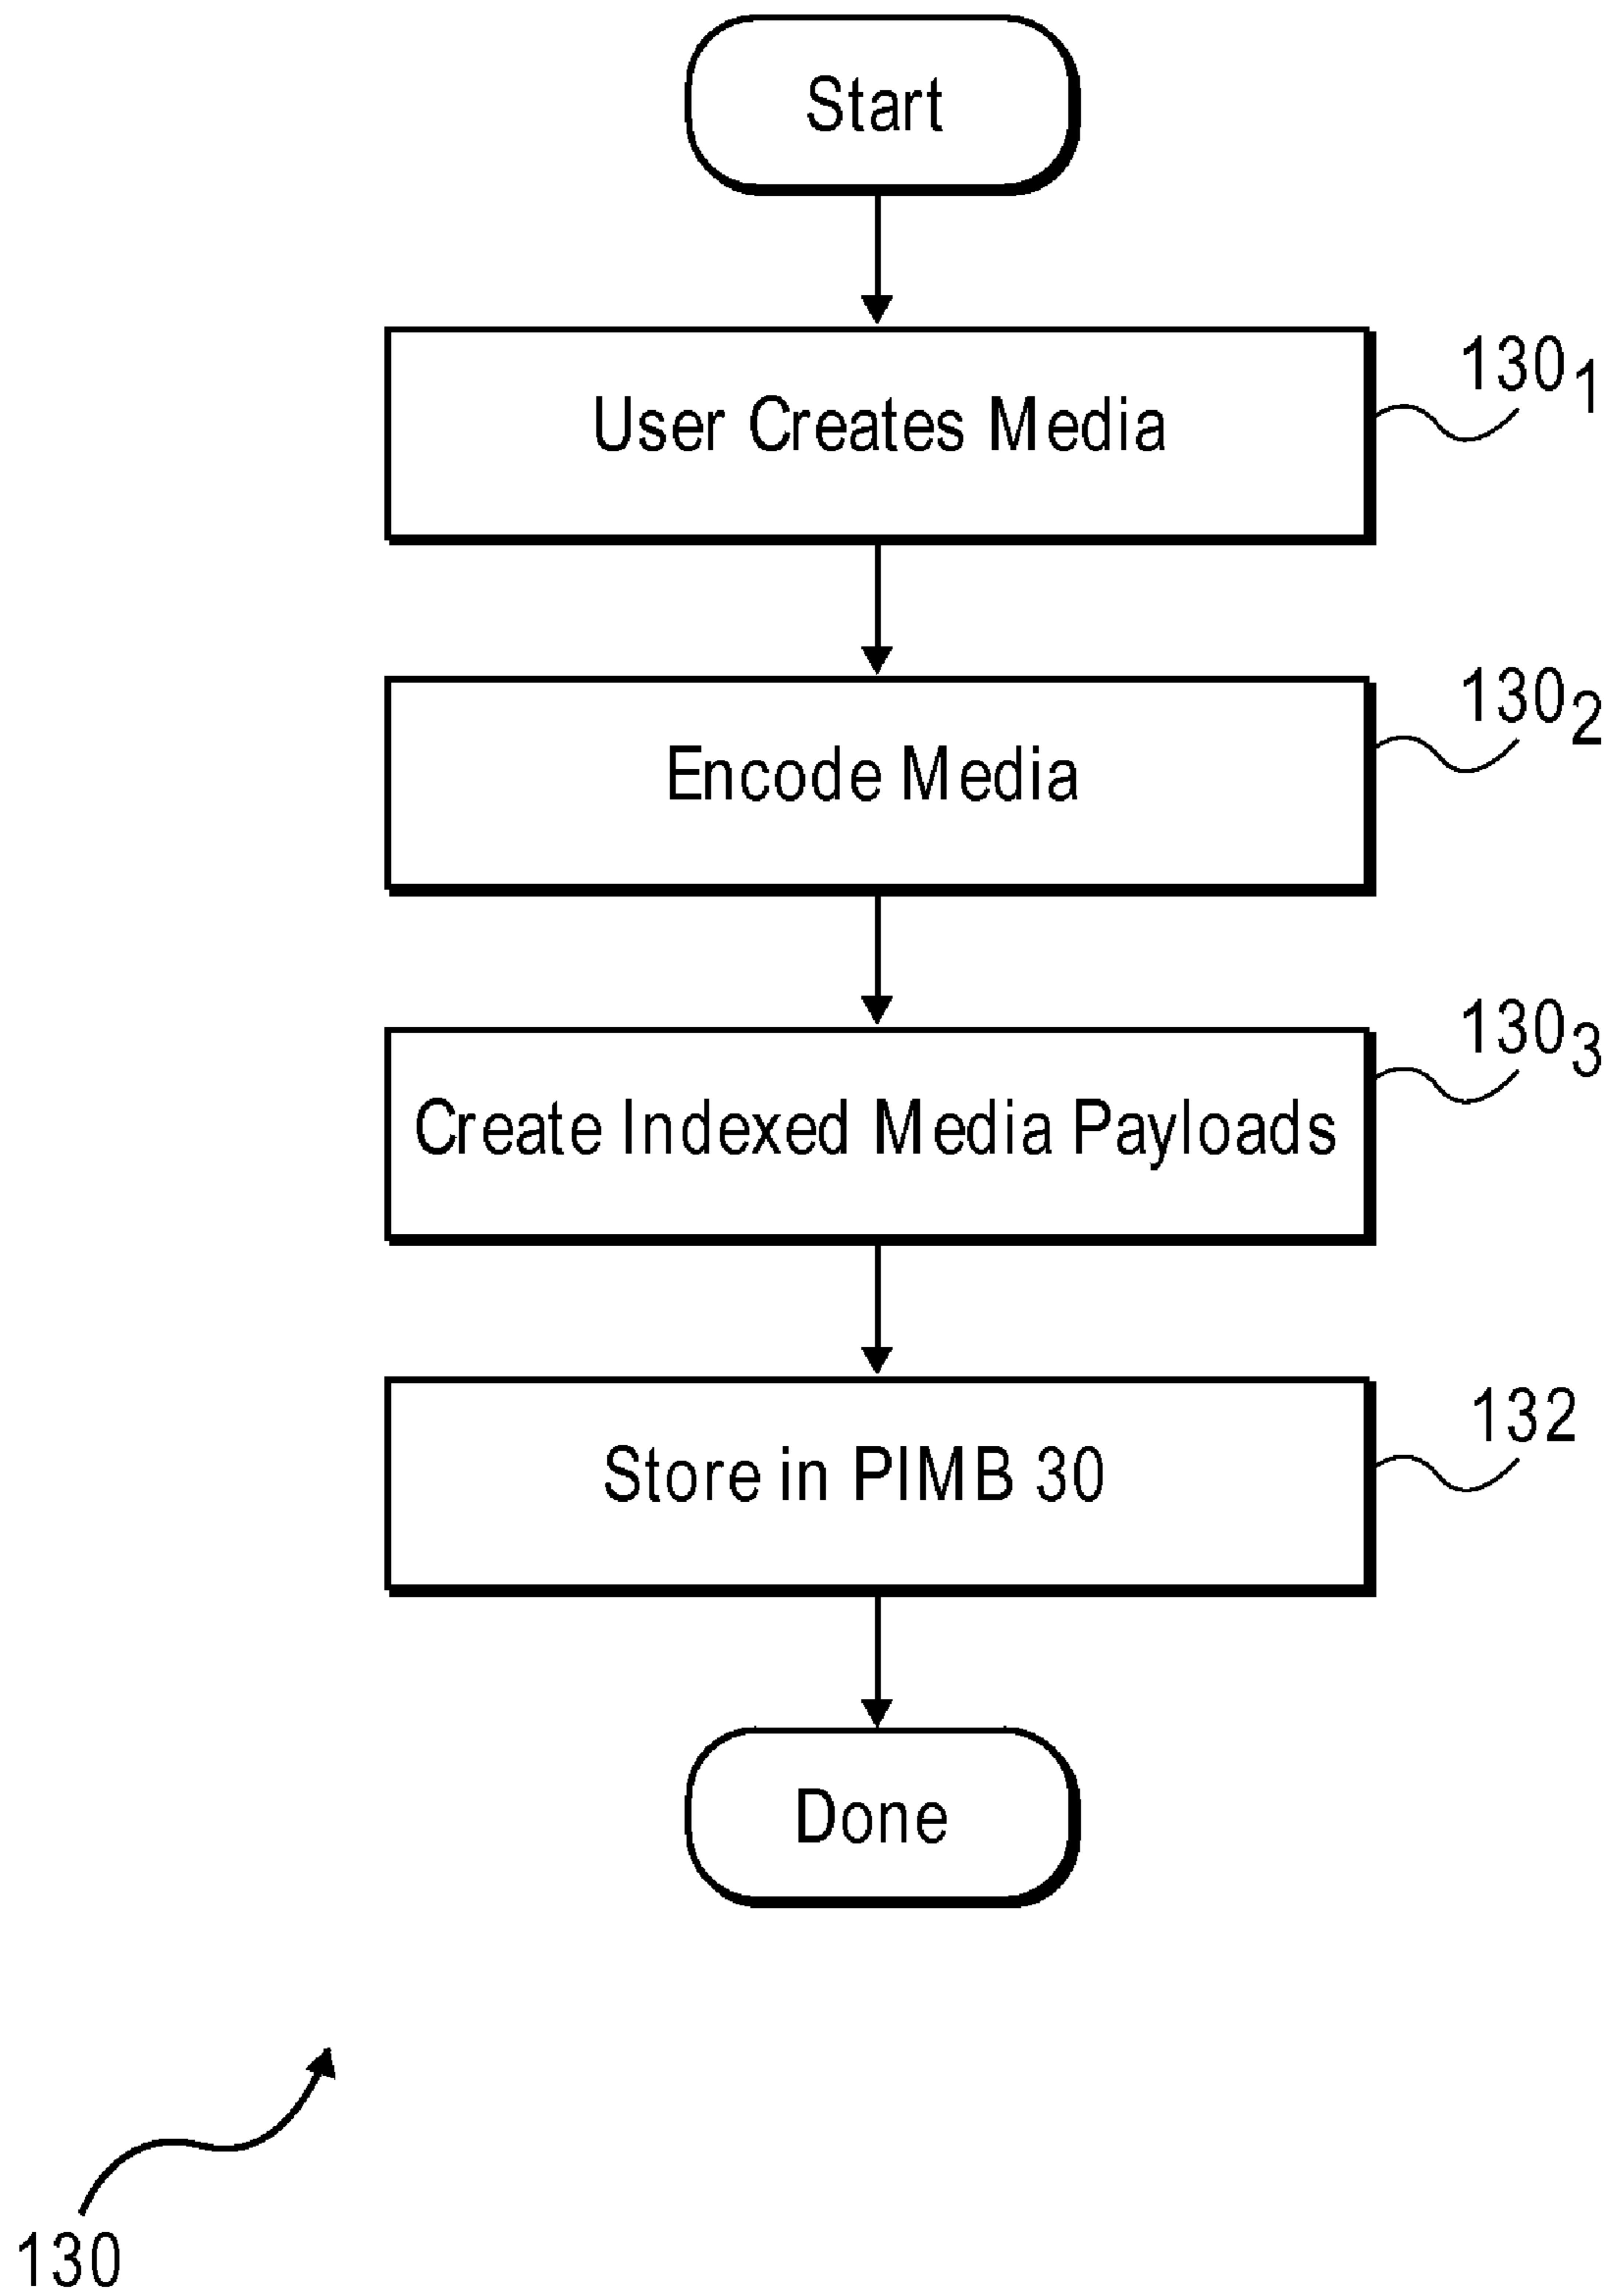 Start
User Creates Media
130₁
Encode Media
130₂
Create Indexed Media Payloads
130₃
Store in PIMB 30
132
Done
130